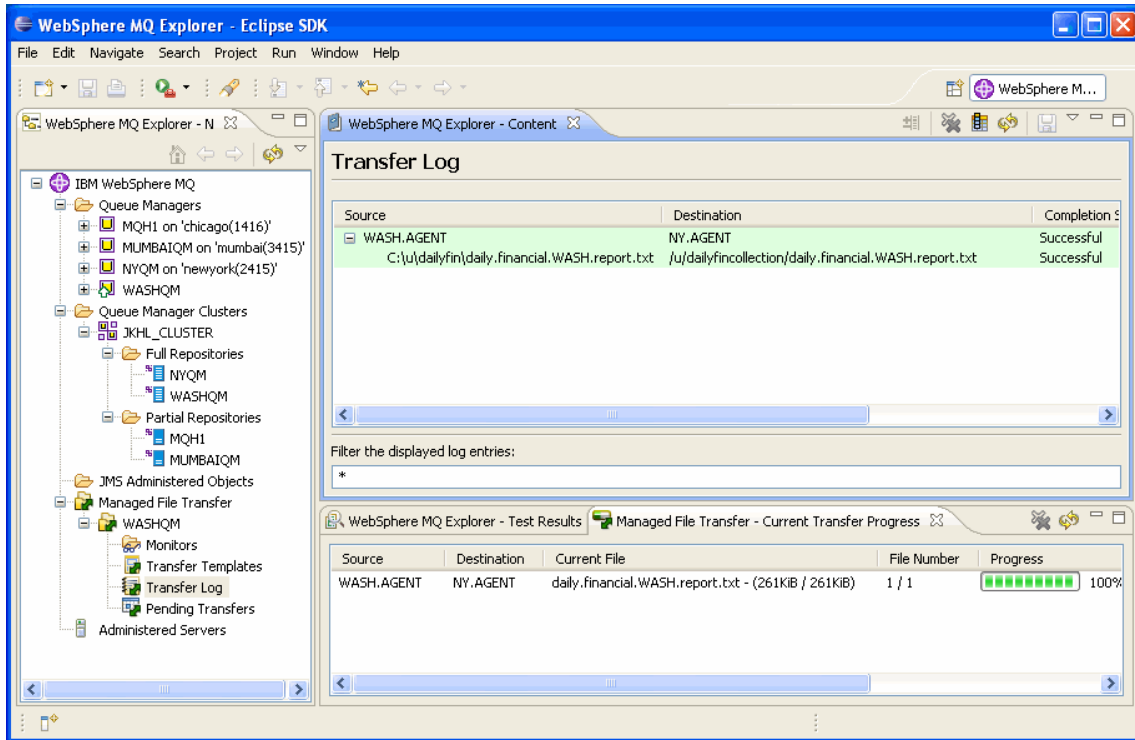 WebSphere MQ Explorer - Eclipse SDK
File Edit Navigate Search Project Run Window Help
WebSphere M...
WebSphere MQ Explorer - N
IBM WebSphere MQ
Queue Managers
MQH1 on 'chicago(1416)'
MUMBAIQM on 'mumbai(3415)'
NYQM on 'newyork(2415)'
WASHQM
Queue Manager Clusters
JKHL_CLUSTER
Full Repositories
NYQM
WASHQM
Partial Repositories
MQH1
MUMBAIQM
JMS Administered Objects
Managed File Transfer
WASHQM
Monitors
Transfer Templates
Transfer Log
Pending Transfers
Administered Servers
WebSphere MQ Explorer - Content
Transfer Log
Source Destination Completion S
WASH.AGENT NY.AGENT Successful
C:\u\dailyfin\daily.financial.WASH.report.txt /u/dailyfincollection/daily.financial.WASH.report.txt Successful
Filter the displayed log entries:
*
WebSphere MQ Explorer - Test Results Managed File Transfer - Current Transfer Progress
Source Destination Current File File Number Progress
WASH.AGENT NY.AGENT daily.financial.WASH.report.txt - (261KiB / 261KiB) 1 / 1 100%